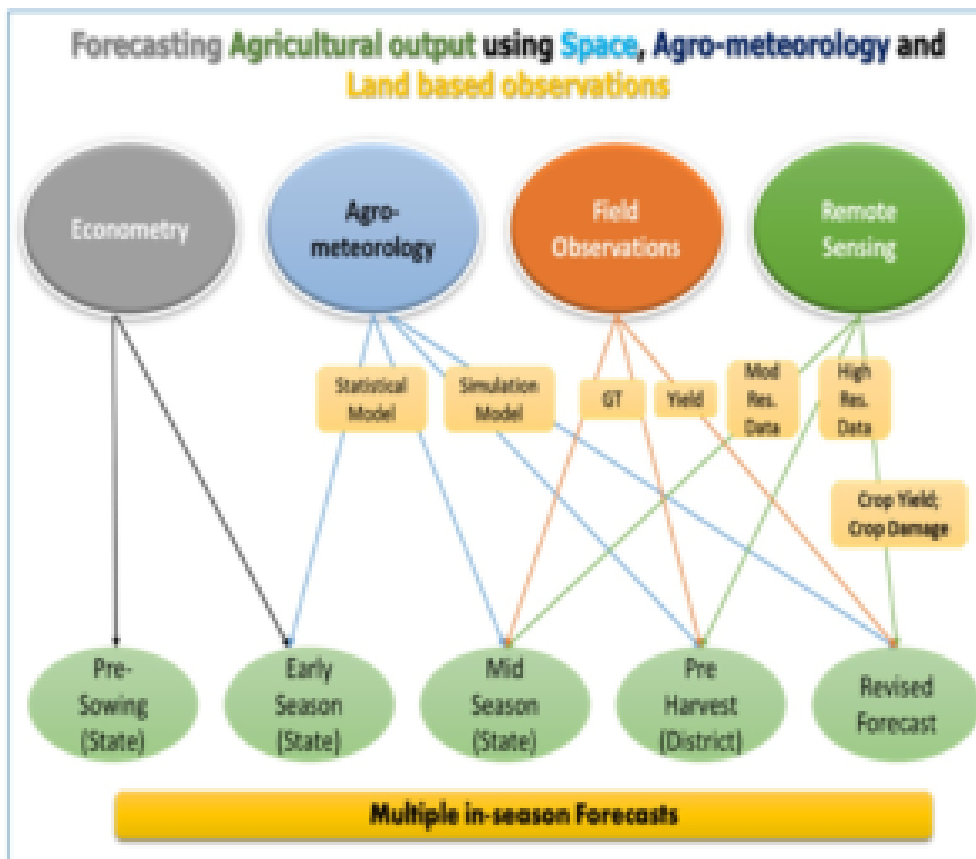 Forecasting Agricultural output using Space, Agro-meteorology and
Land based observations
Econometry
Agro-
meteorology
Field
Observations
Remote
Sensing
Statistical
Model
Simulation
Model
GT
Yield
Mod
Res.
Data
High
Res.
Data
Crop Yield;
Crop Damage
Pre-
Sowing
(State)
Early
Season
(State)
Mid
Season
(State)
Pre
Harvest
(District)
Revised
Forecast
Multiple in-season Forecasts